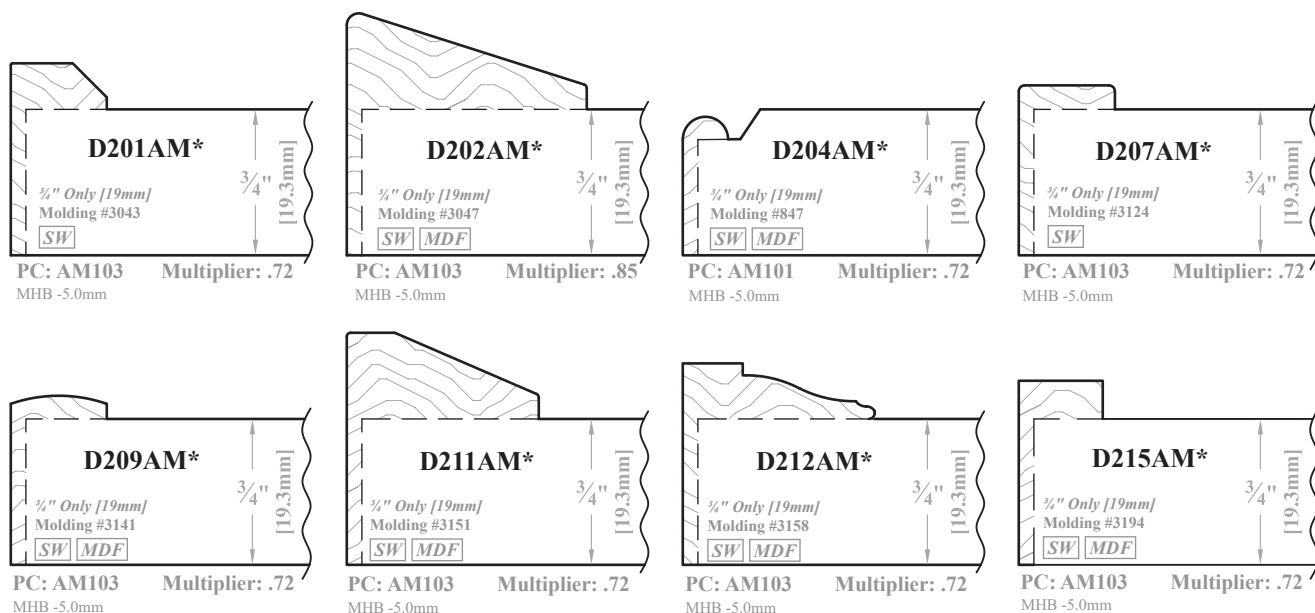 D201AM*
¾" Only [19mm]
Molding #3043
SW
¾"
[19.3mm]
PC: AM103 Multiplier: .72
MHB -5.0mm
D202AM*
¾" Only [19mm]
Molding #3047
SW MDF
¾"
[19.3mm]
PC: AM103 Multiplier: .85
MHB -5.0mm
D204AM*
¾" Only [19mm]
Molding #847
SW MDF
¾"
[19.3mm]
PC: AM101 Multiplier: .72
MHB -5.0mm
D207AM*
¾" Only [19mm]
Molding #3124
SW
¾"
[19.3mm]
PC: AM103 Multiplier: .72
MHB -5.0mm
D209AM*
¾" Only [19mm]
Molding #3141
SW MDF
¾"
[19.3mm]
PC: AM103 Multiplier: .72
MHB -5.0mm
D211AM*
¾" Only [19mm]
Molding #3151
SW MDF
¾"
[19.3mm]
PC: AM103 Multiplier: .72
MHB -5.0mm
D212AM*
¾" Only [19mm]
Molding #3158
SW MDF
¾"
[19.3mm]
PC: AM103 Multiplier: .72
MHB -5.0mm
D215AM*
¾" Only [19mm]
Molding #3194
SW MDF
¾"
[19.3mm]
PC: AM103 Multiplier: .72
MHB -5.0mm